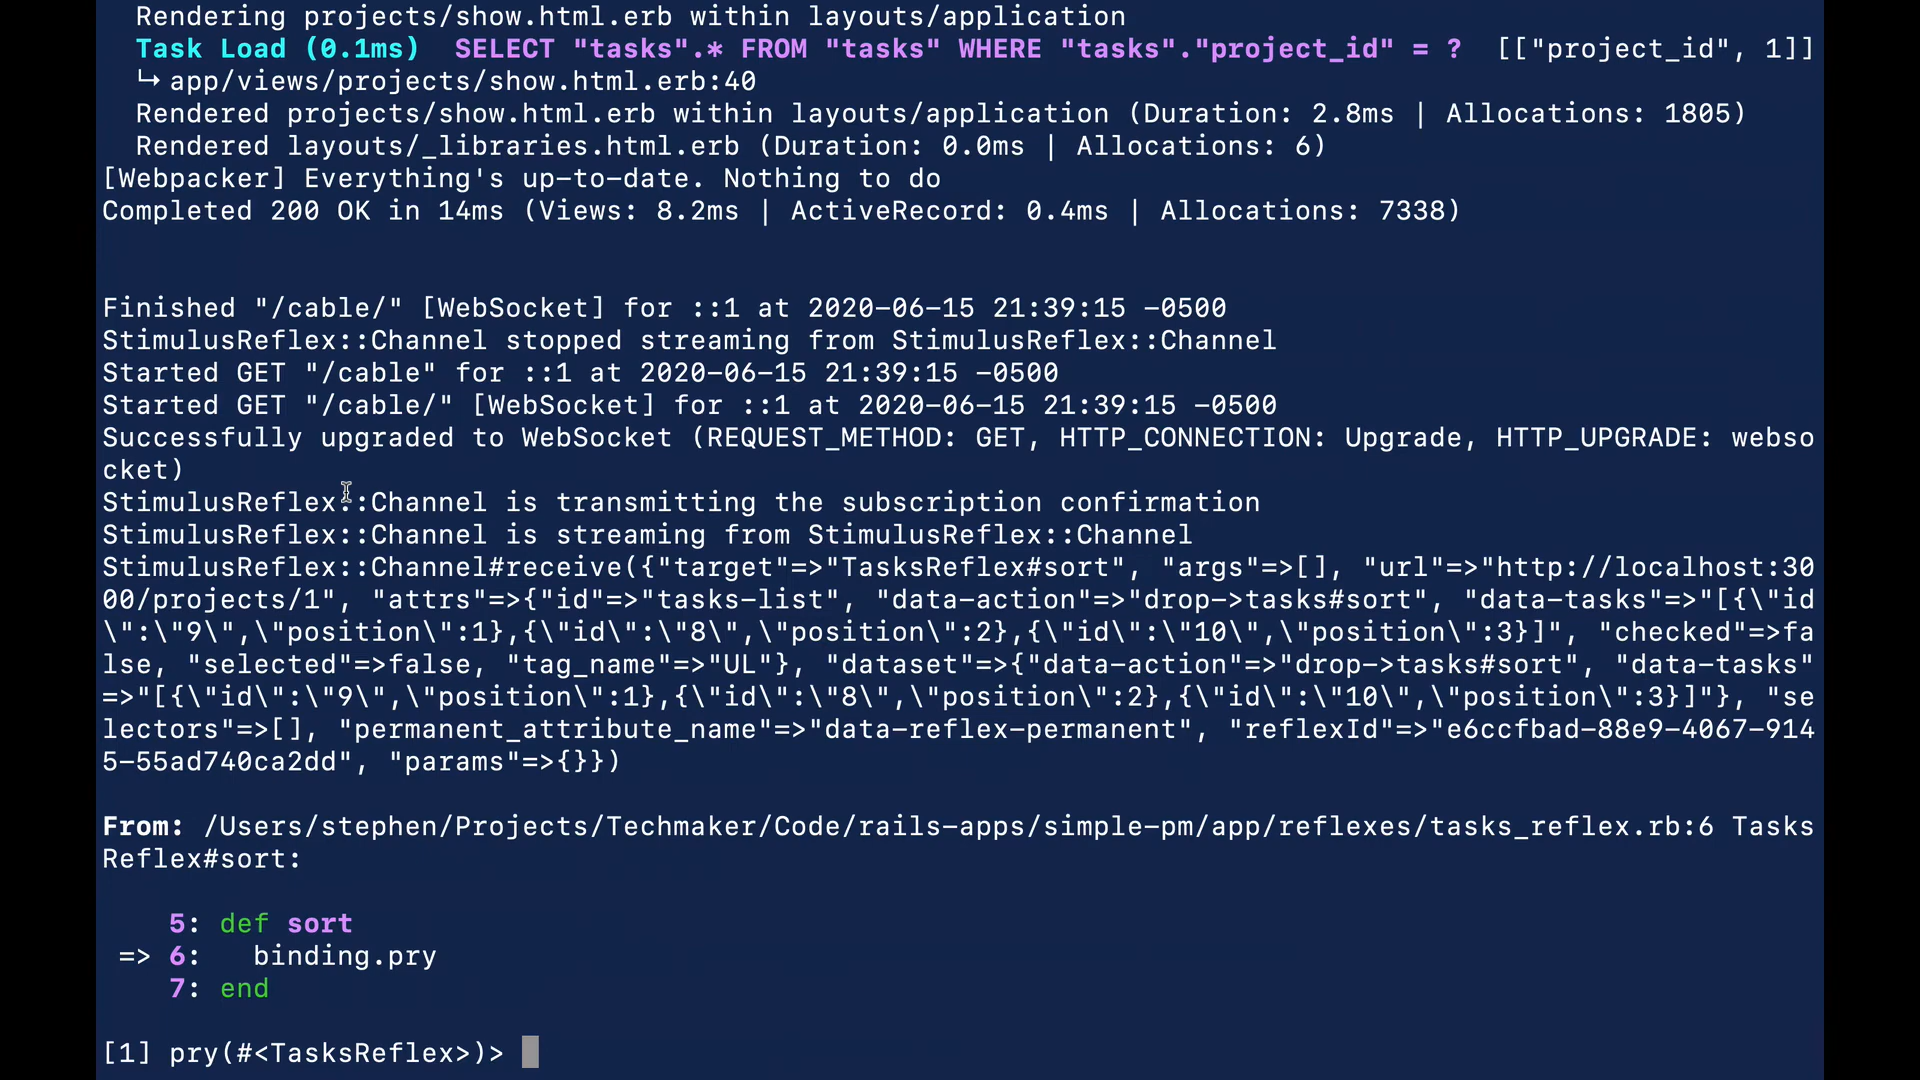 Rendering projects/show.html.erb within layouts/application
Task Load (0.1ms)  SELECT "tasks".* FROM "tasks" WHERE "tasks"."project_id" = ?  [["project_id", 1]]
↳ app/views/projects/show.html.erb:40
Rendered projects/show.html.erb within layouts/application (Duration: 2.8ms | Allocations: 1805)
Rendered layouts/_libraries.html.erb (Duration: 0.0ms | Allocations: 6)
[Webpacker] Everything's up-to-date. Nothing to do
Completed 200 OK in 14ms (Views: 8.2ms | ActiveRecord: 0.4ms | Allocations: 7338)
Finished "/cable/" [WebSocket] for ::1 at 2020-06-15 21:39:15 -0500
StimulusReflex::Channel stopped streaming from StimulusReflex::Channel
Started GET "/cable" for ::1 at 2020-06-15 21:39:15 -0500
Started GET "/cable/" [WebSocket] for ::1 at 2020-06-15 21:39:15 -0500
Successfully upgraded to WebSocket (REQUEST_METHOD: GET, HTTP_CONNECTION: Upgrade, HTTP_UPGRADE: webso
cket)
StimulusReflex::Channel is transmitting the subscription confirmation
StimulusReflex::Channel is streaming from StimulusReflex::Channel
StimulusReflex::Channel#receive({"target"=>"TasksReflex#sort", "args"=>[], "url"=>"http://localhost:30
00/projects/1", "attrs"=>{"id"=>"tasks-list", "data-action"=>"drop->tasks#sort", "data-tasks"=>"[{\"id
\":\"9\",\"position\":1},{\"id\":\"8\",\"position\":2},{\"id\":\"10\",\"position\":3}]", "checked"=>fa
lse, "selected"=>false, "tag_name"=>"UL"}, "dataset"=>{"data-action"=>"drop->tasks#sort", "data-tasks"
=>"[{\"id\":\"9\",\"position\":1},{\"id\":\"8\",\"position\":2},{\"id\":\"10\",\"position\":3}]"}, "se
lectors"=>[], "permanent_attribute_name"=>"data-reflex-permanent", "reflexId"=>"e6ccfbad-88e9-4067-914
5-55ad740ca2dd", "params"=>{}})
From: /Users/stephen/Projects/Techmaker/Code/rails-apps/simple-pm/app/reflexes/tasks_reflex.rb:6 Tasks
Reflex#sort:
5: def sort
=> 6:   binding.pry
7: end
[1] pry(#<TasksReflex>)>